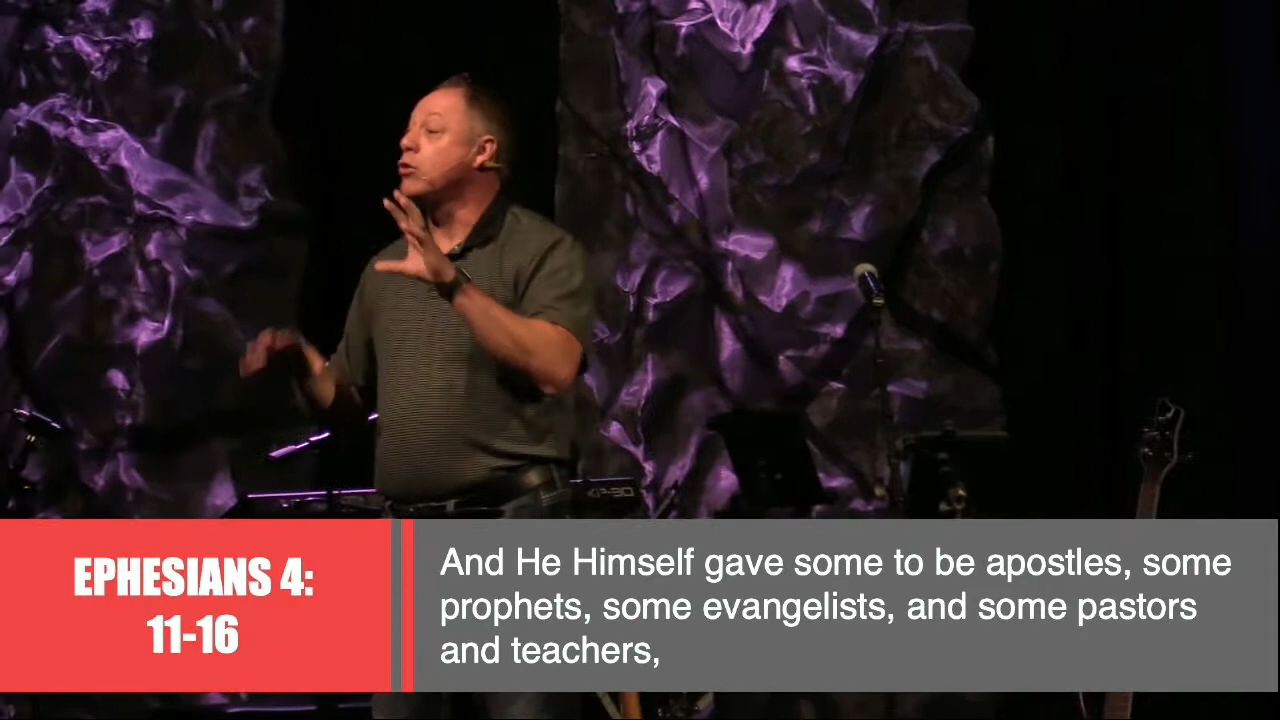 EPHESIANS 4:
11-16
And He Himself gave some to be apostles, some
prophets, some evangelists, and some pastors
and teachers,